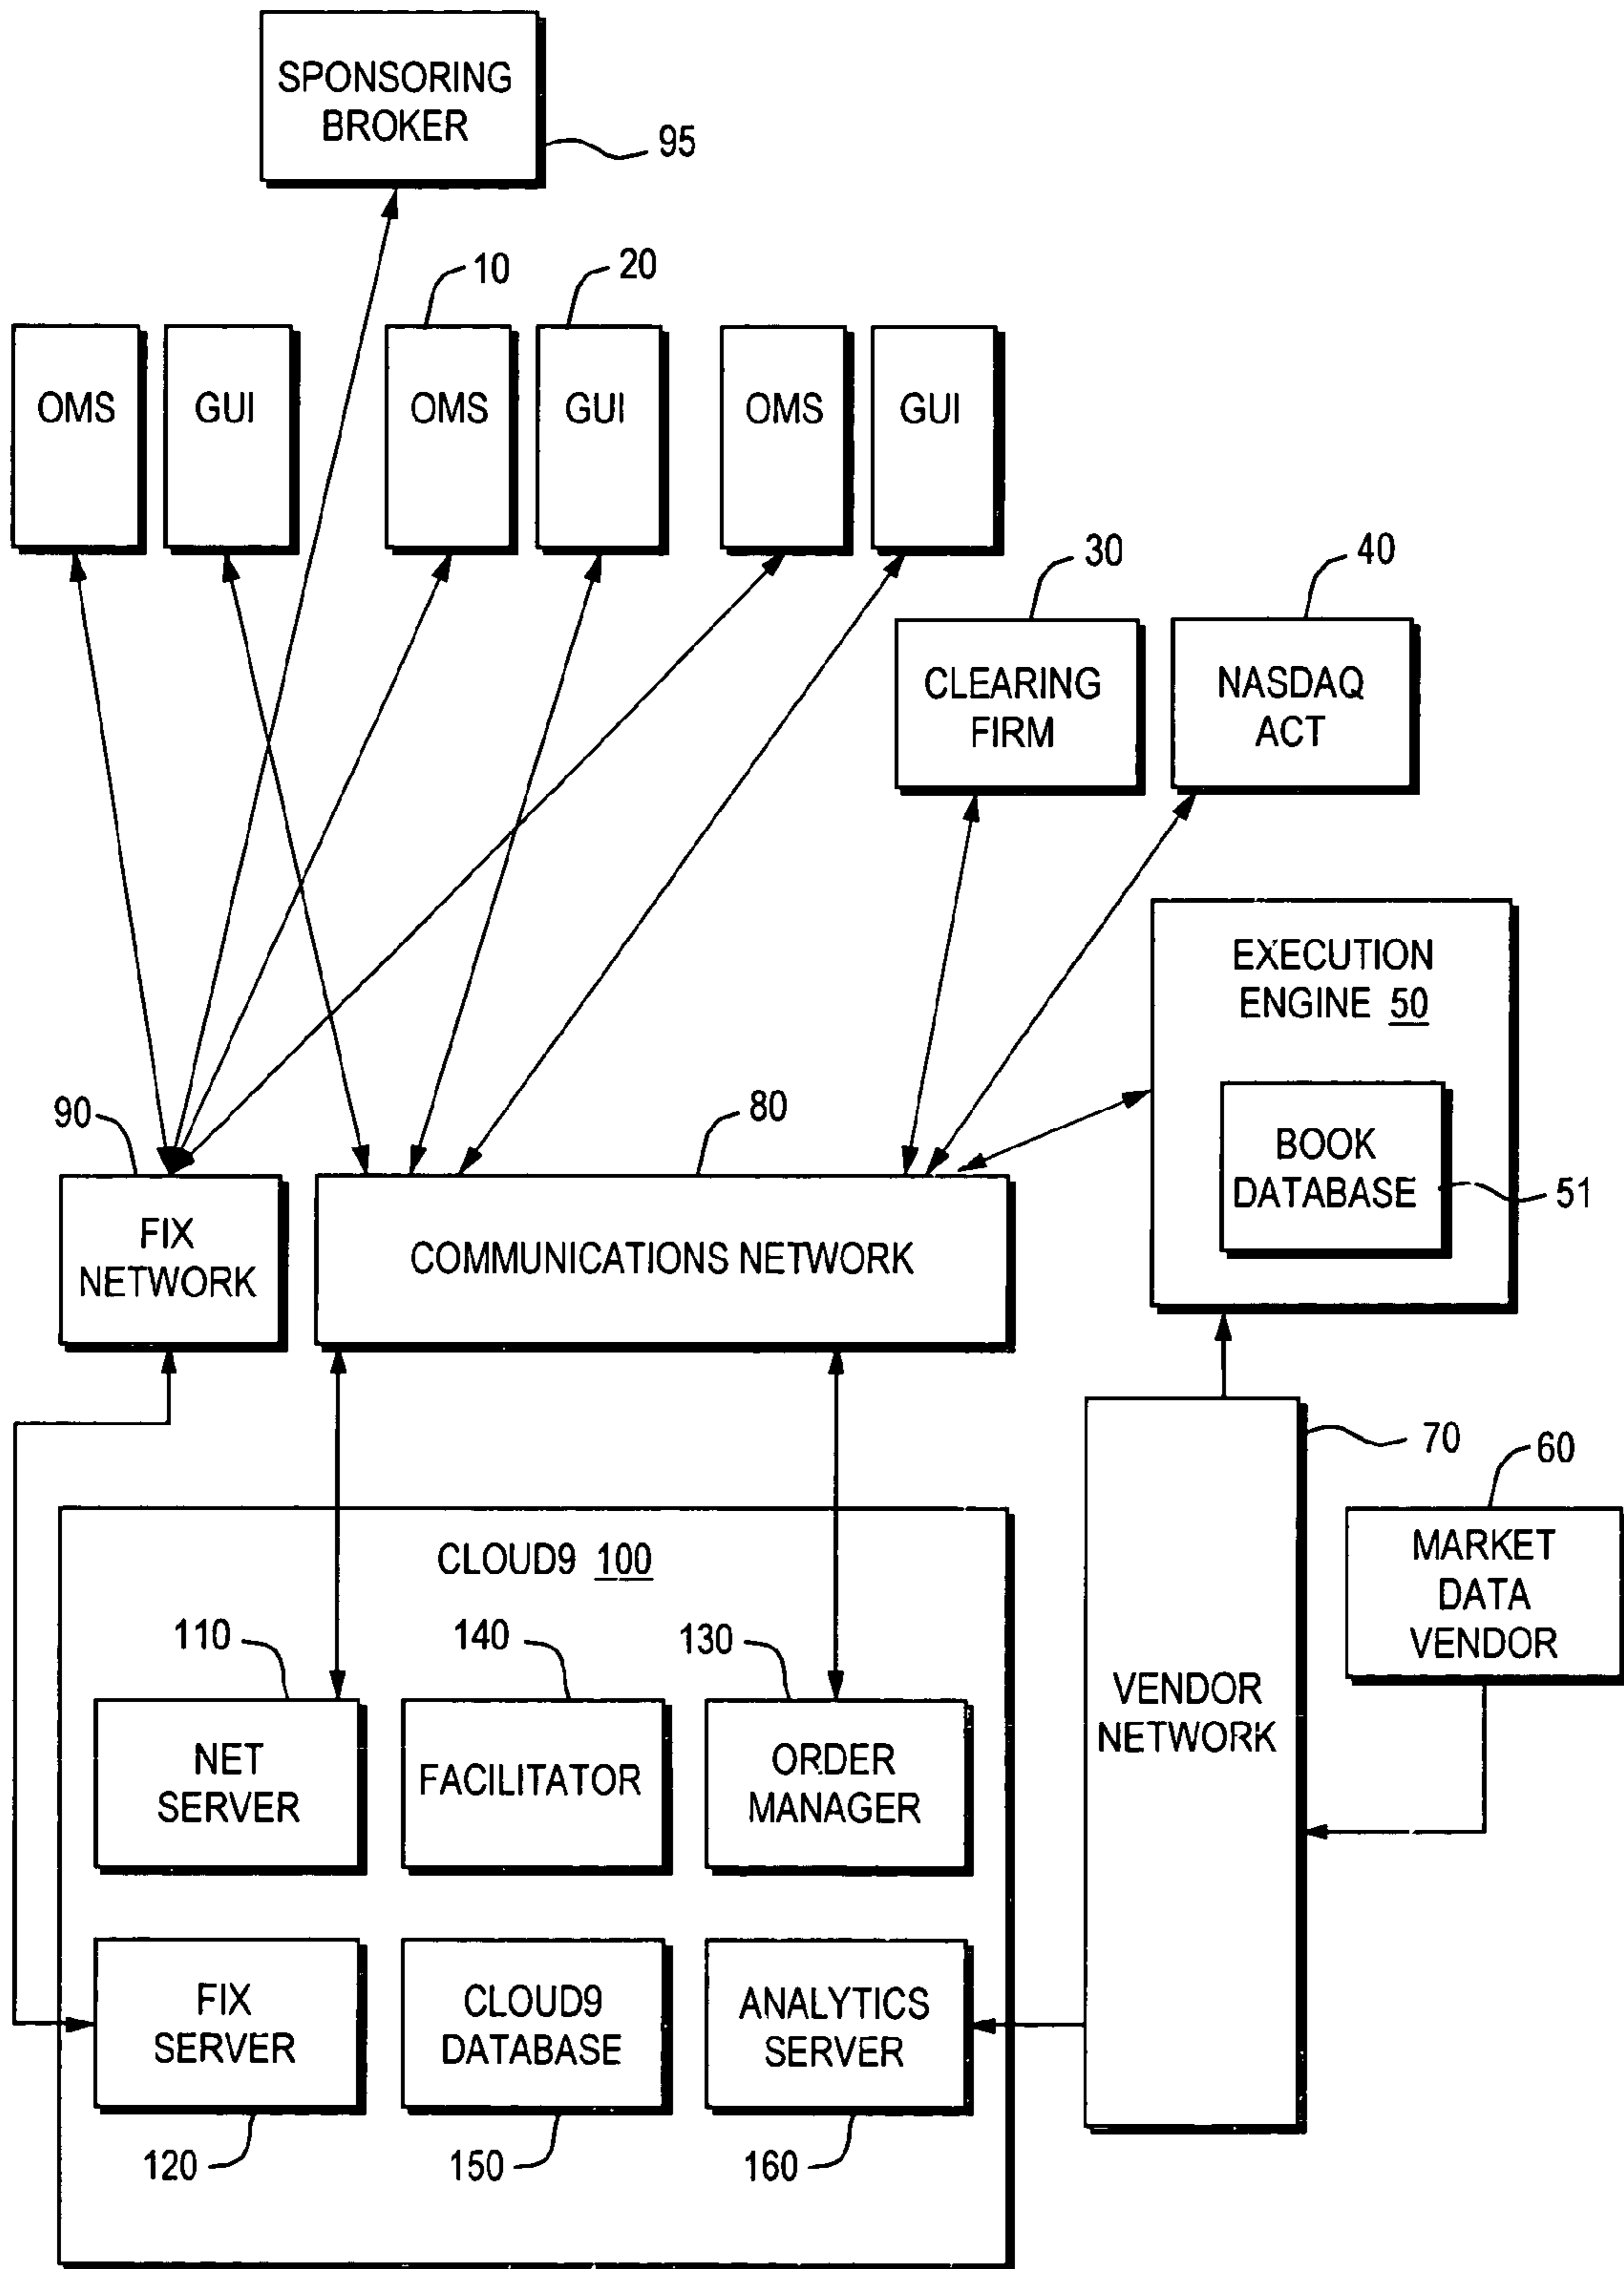 SPONSORING
BROKER
95
10
20
OMS
GUI
OMS
GUI
OMS
GUI
30
40
CLEARING
FIRM
NASDAQ
ACT
EXECUTION
ENGINE 50
BOOK
DATABASE
51
90
80
FIX
NETWORK
COMMUNICATIONS NETWORK
70
60
MARKET
DATA
VENDOR
VENDOR
NETWORK
CLOUD9 100
110
140
130
NET
SERVER
FACILITATOR
ORDER
MANAGER
FIX
SERVER
CLOUD9
DATABASE
ANALYTICS
SERVER
120
150
160